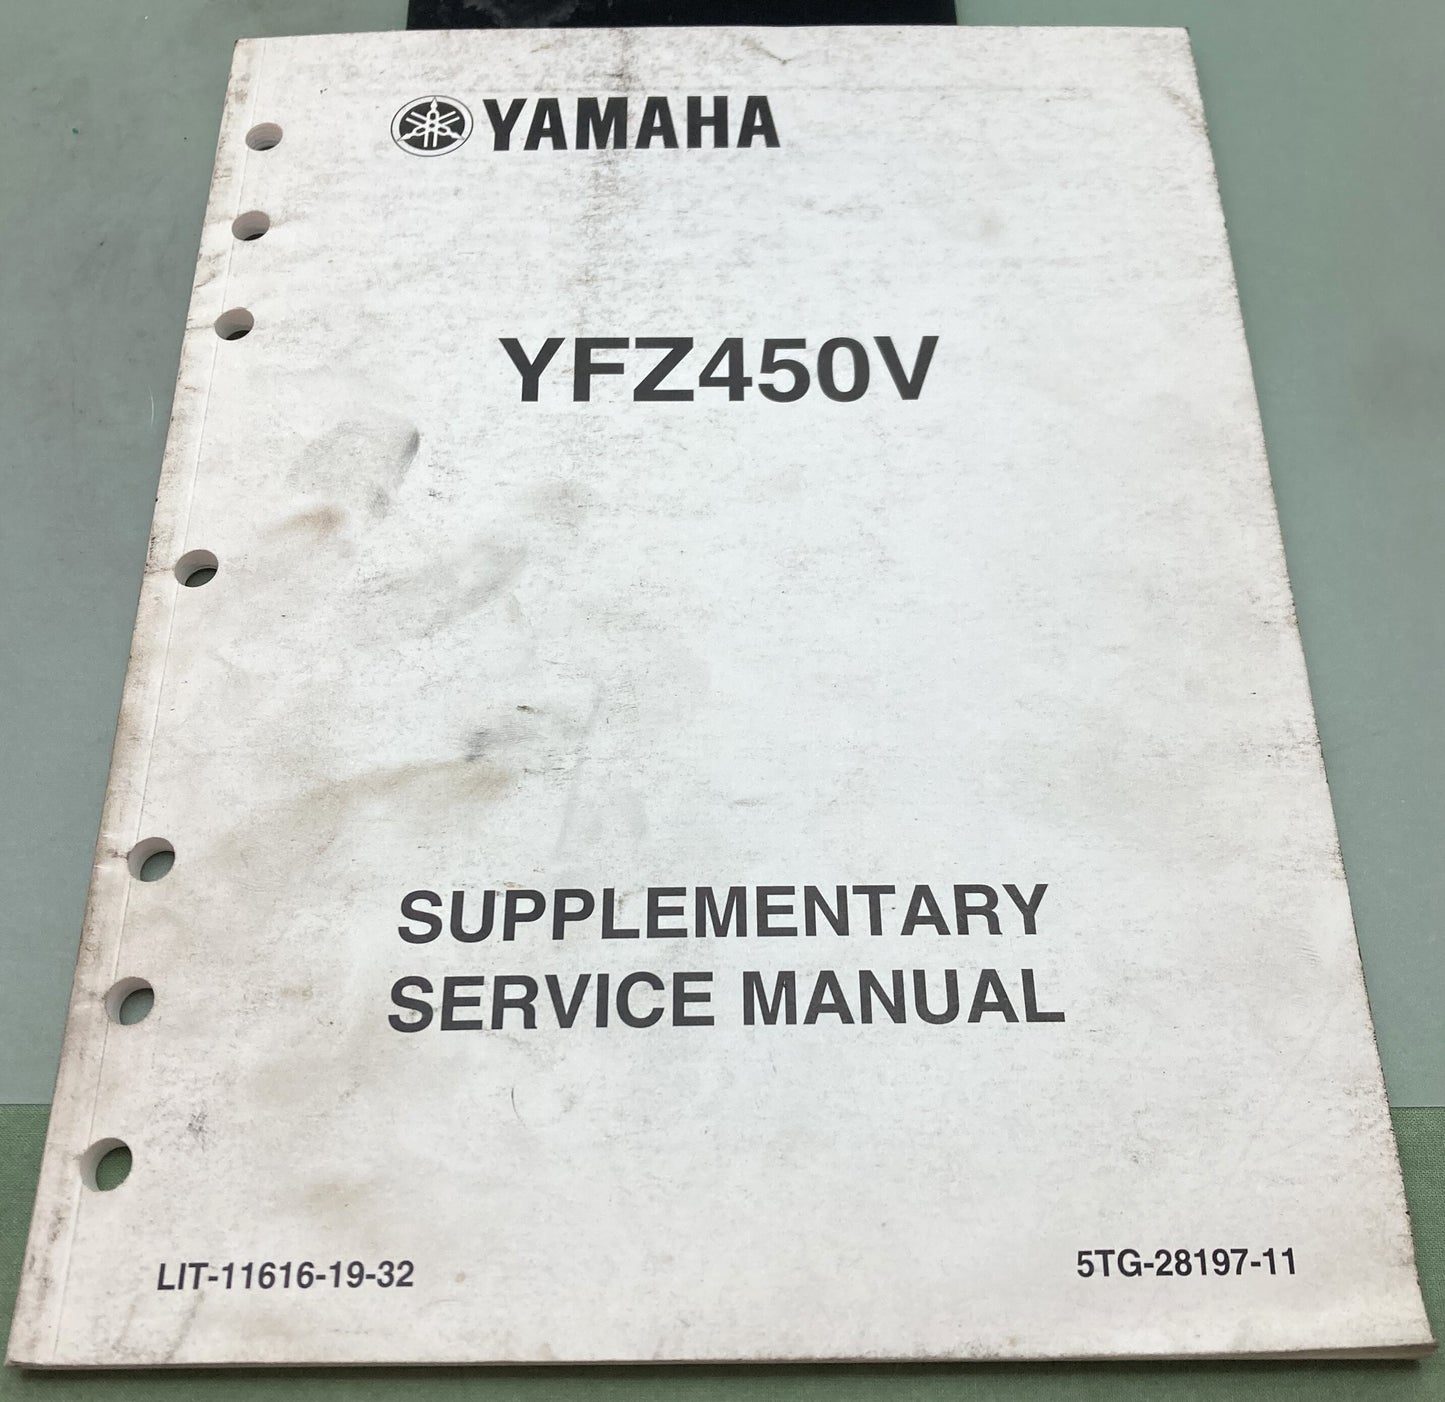 YAMAHA
YFZ450V
SUPPLEMENTARY
SERVICE MANUAL
LIT-11616-19-32
5TG-28197-11